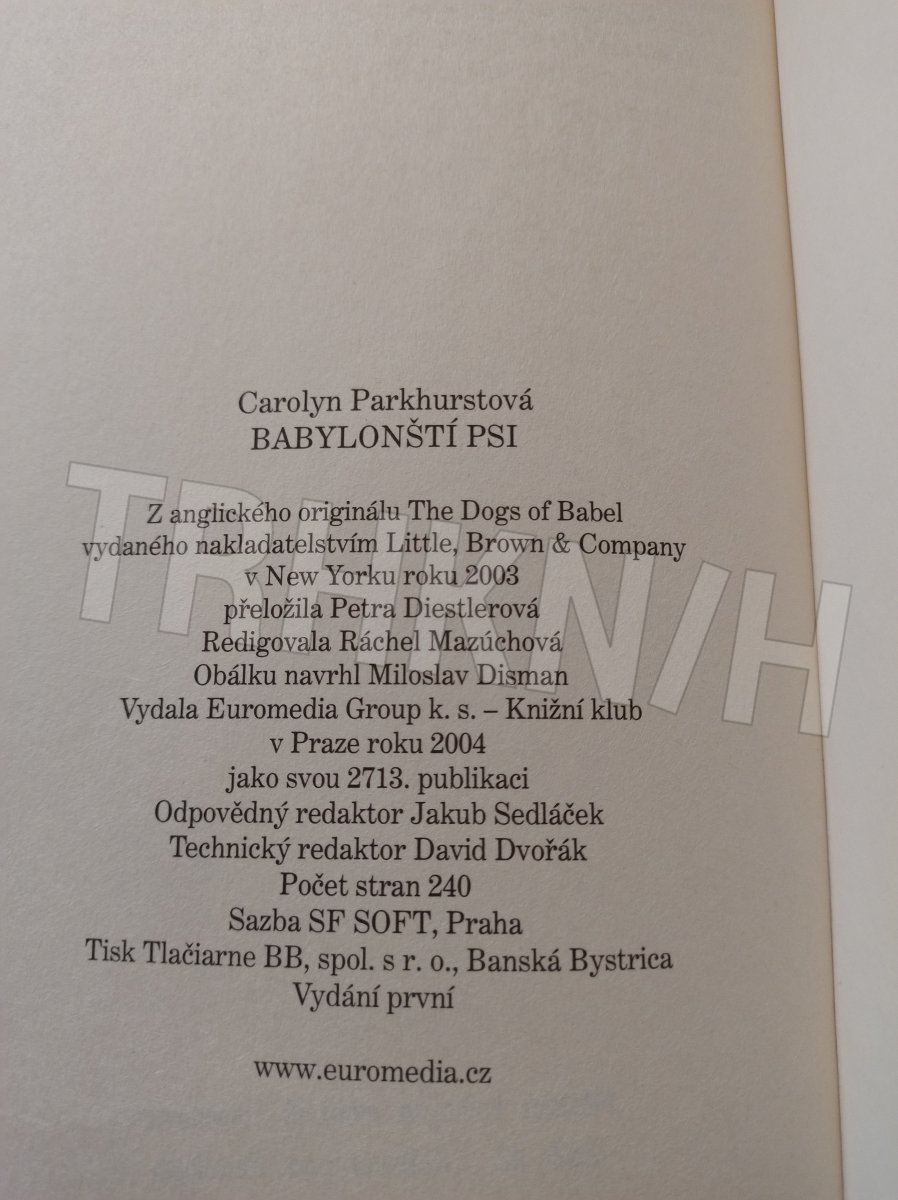 Carolyn Parkhurstová
BABYLONŠTÍ PSI
Z anglického originálu The Dogs of Babel
vydaného nakladatelstvím Little, Brown & Company
v New Yorku roku 2003
přeložila Petra Diestlerová
Redigovala Ráchel Mazúchová
Obálku navrhl Miloslav Disman
Vydala Euromedia Group k. s. – Knižní klub
v Praze roku 2004
jako svou 2713. publikaci
Odpovědný redaktor Jakub Sedláček
Technický redaktor David Dvořák
Počet stran 240
Sazba SF SOFT, Praha
Tisk Tlačiarne BB, spol. s r. o., Banská Bystrica
Vydání první
www.euromedia.cz